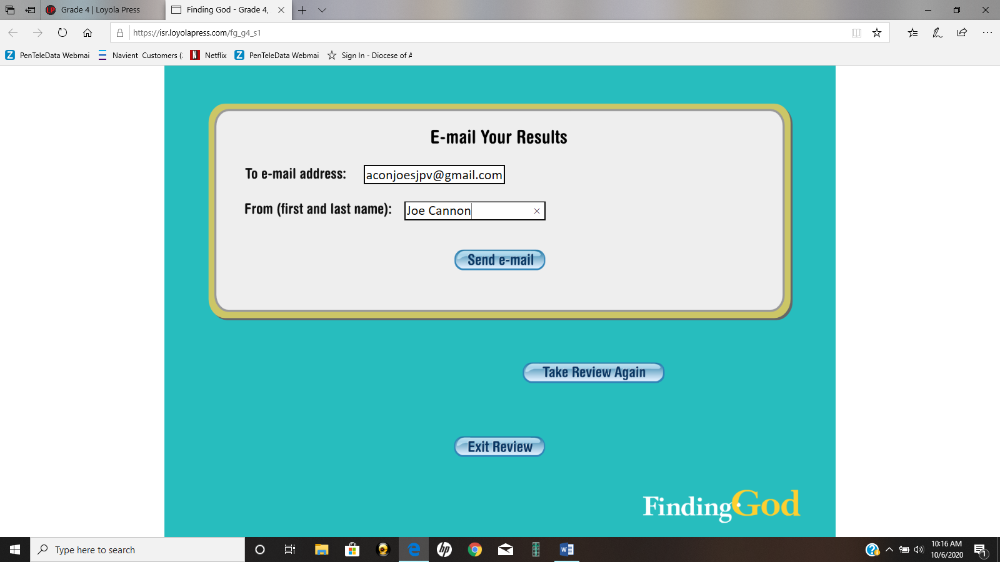 Grade 4 | Loyola Press
Finding God - Grade 4,
https://isr.loyolapress.com/fg_g4_s1
PenTeleData Webmai
Navient Customers (
Netflix
PenTeleData Webmai
Sign In - Diocese of A
E-mail Your Results
To e-mail address:
aconjoesjpv@gmail.com
From (first and last name):
Joe Cannon
Send e-mail
Take Review Again
Exit Review
Finding God
Type here to search
10:16 AM
10/6/2020
1